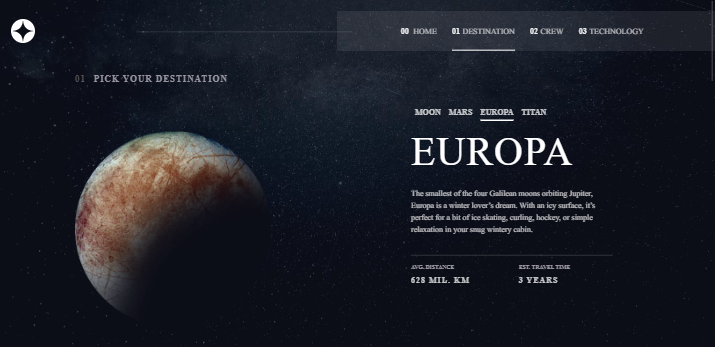 00 HOME 01 DESTINATION 02 CREW 03 TECHNOLOGY
01 PICK YOUR DESTINATION
MOON MARS EUROPA TITAN
EUROPA
The smallest of the four Galilean moons orbiting Jupiter,
Europa is a winter lover's dream. With an icy surface, it's
perfect for a bit of ice skating, curling, hockey, or simple
relaxation in your snug wintery cabin.
AVG. DISTANCE EST. TRAVEL TIME
628 MIL. KM 3 YEARS